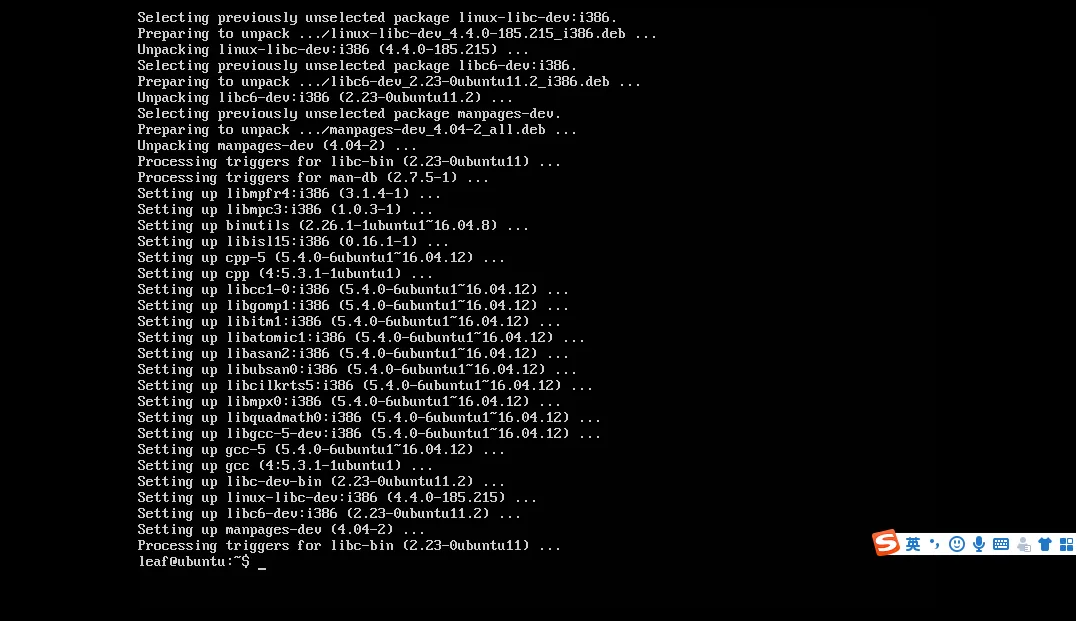 Selecting previously unselected package linux-libc-dev:i386.
Preparing to unpack .../linux-libc-dev_4.4.0-185.215_i386.deb ...
Unpacking linux-libc-dev:i386 (4.4.0-185.215) ...
Selecting previously unselected package libc6-dev:i386.
Preparing to unpack .../libc6-dev_2.23-0ubuntu11.2_i386.deb ...
Unpacking libc6-dev:i386 (2.23-0ubuntu11.2) ...
Selecting previously unselected package manpages-dev.
Preparing to unpack .../manpages-dev_4.04-2_all.deb ...
Unpacking manpages-dev (4.04-2) ...
Processing triggers for libc-bin (2.23-0ubuntu11) ...
Processing triggers for man-db (2.7.5-1) ...
Setting up libmpfr4:i386 (3.1.4-1) ...
Setting up libmpc3:i386 (1.0.3-1) ...
Setting up binutils (2.26.1-1ubuntu1~16.04.8) ...
Setting up libisl15:i386 (0.16.1-1) ...
Setting up cpp-5 (5.4.0-6ubuntu1~16.04.12) ...
Setting up cpp (4:5.3.1-1ubuntu1) ...
Setting up libcc1-0:i386 (5.4.0-6ubuntu1~16.04.12) ...
Setting up libgomp1:i386 (5.4.0-6ubuntu1~16.04.12) ...
Setting up libitm1:i386 (5.4.0-6ubuntu1~16.04.12) ...
Setting up libatomic1:i386 (5.4.0-6ubuntu1~16.04.12) ...
Setting up libasan2:i386 (5.4.0-6ubuntu1~16.04.12) ...
Setting up libubsan0:i386 (5.4.0-6ubuntu1~16.04.12) ...
Setting up libcilkrts5:i386 (5.4.0-6ubuntu1~16.04.12) ...
Setting up libmpx0:i386 (5.4.0-6ubuntu1~16.04.12) ...
Setting up libquadmath0:i386 (5.4.0-6ubuntu1~16.04.12) ...
Setting up libgcc-5-dev:i386 (5.4.0-6ubuntu1~16.04.12) ...
Setting up gcc-5 (5.4.0-6ubuntu1~16.04.12) ...
Setting up gcc (4:5.3.1-1ubuntu1) ...
Setting up libc-dev-bin (2.23-0ubuntu11.2) ...
Setting up linux-libc-dev:i386 (4.4.0-185.215) ...
Setting up libc6-dev:i386 (2.23-0ubuntu11.2) ...
Setting up manpages-dev (4.04-2) ...
Processing triggers for libc-bin (2.23-0ubuntu11) ...
S 英
leaf@ubuntu:~$ _